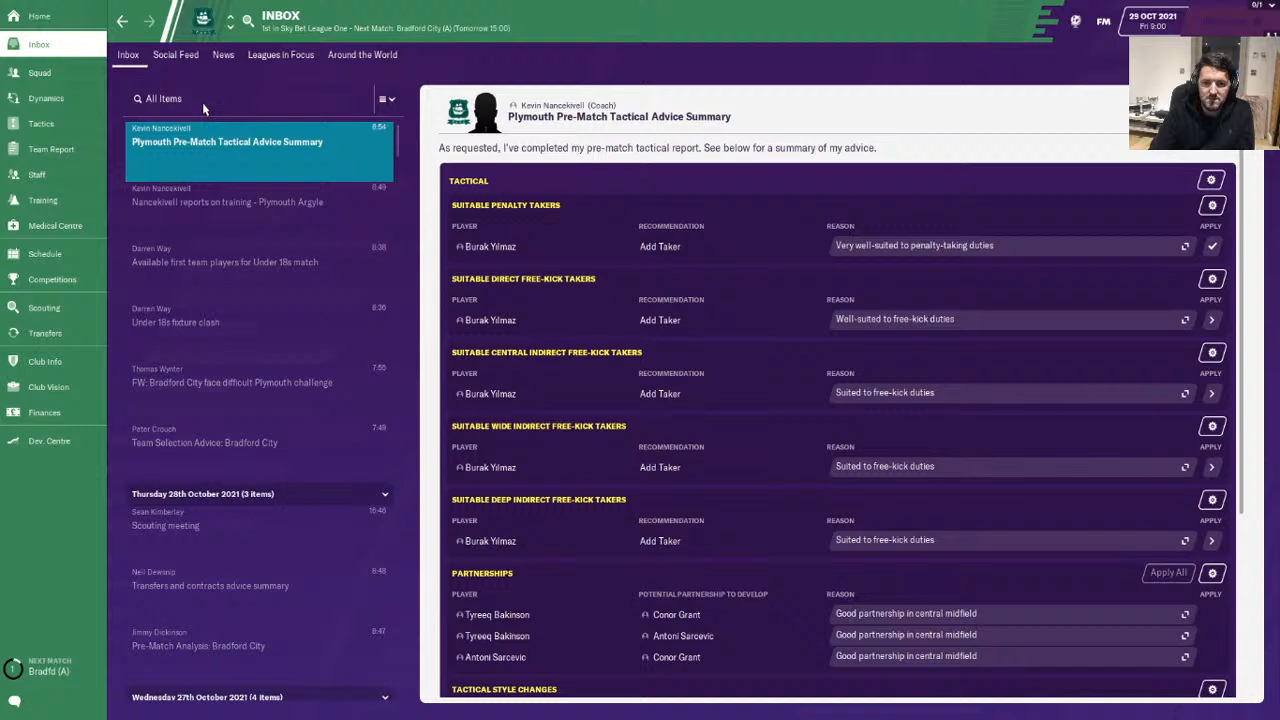 Home
Inbox
Squad
Dynamics
Tactics
Team Report
Staff
Training
Medical Centre
Schedule
Competitions
Scouting
Transfers
Club Info
Club Vision
Finances
Dev. Centre
1
NEXT MATCH
Bradfd (A)
INBOX
1st in Sky Bet League One - Next Match: Bradford City (A) (Tomorrow 15:00)
FM
29 OCT 2021
Fri 9:00
0/1
Inbox
Social Feed
News
Leagues in Focus
Around the World
All Items
Kevin Nancekivell
8:54
Plymouth Pre-Match Tactical Advice Summary
Kevin Nancekivell
8:49
Nancekivell reports on training - Plymouth Argyle
Darren Way
8:38
Available first team players for Under 18s match
Darren Way
8:36
Under 18s fixture clash
Thomas Wynter
7:55
FW: Bradford City face difficult Plymouth challenge
Peter Crouch
7:49
Team Selection Advice: Bradford City
Thursday 28th October 2021 (3 items)
Sean Kimberley
16:46
Scouting meeting
Neil Dewsnip
8:48
Transfers and contracts advice summary
Jimmy Dickinson
8:47
Pre-Match Analysis: Bradford City
Wednesday 27th October 2021 (4 items)
Kevin Nancekivell (Coach)
Plymouth Pre-Match Tactical Advice Summary
As requested, I've completed my pre-match tactical report. See below for a summary of my advice.
TACTICAL
SUITABLE PENALTY TAKERS
PLAYER RECOMMENDATION REASON APPLY
Burak Yılmaz Add Taker Very well-suited to penalty-taking duties
SUITABLE DIRECT FREE-KICK TAKERS
PLAYER RECOMMENDATION REASON APPLY
Burak Yılmaz Add Taker Well-suited to free-kick duties
SUITABLE CENTRAL INDIRECT FREE-KICK TAKERS
PLAYER RECOMMENDATION REASON APPLY
Burak Yılmaz Add Taker Suited to free-kick duties
SUITABLE WIDE INDIRECT FREE-KICK TAKERS
PLAYER RECOMMENDATION REASON APPLY
Burak Yılmaz Add Taker Suited to free-kick duties
SUITABLE DEEP INDIRECT FREE-KICK TAKERS
PLAYER RECOMMENDATION REASON APPLY
Burak Yılmaz Add Taker Suited to free-kick duties
PARTNERSHIPS Apply All
PLAYER POTENTIAL PARTNERSHIP TO DEVELOP REASON APPLY
Tyreeq Bakinson Conor Grant Good partnership in central midfield
Tyreeq Bakinson Antoni Sarcevic Good partnership in central midfield
Antoni Sarcevic Conor Grant Good partnership in central midfield
TACTICAL STYLE CHANGES